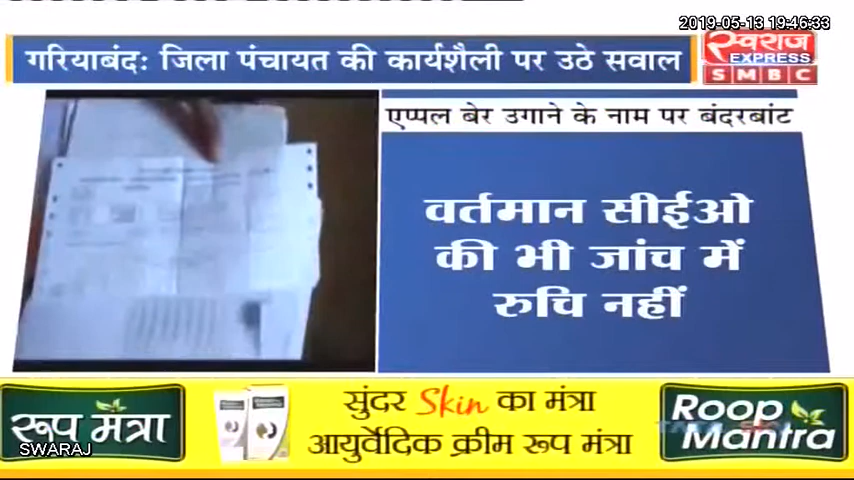 2019-05-13 19:46:33
गरियाबंद: जिला पंचायत की कार्यशैली पर उठे सवाल
स्वराज
EXPRESS
SMBC
एप्पल बेर उगाने के नाम पर बंदरबांट
वर्तमान सीईओ
की भी जांच में
रुचि नहीं
रूप मंत्रा
SWARAJ
सुंदर Skin का मंत्रा
आयुर्वेदिक क्रीम रूप मंत्रा
Roop
Mantra